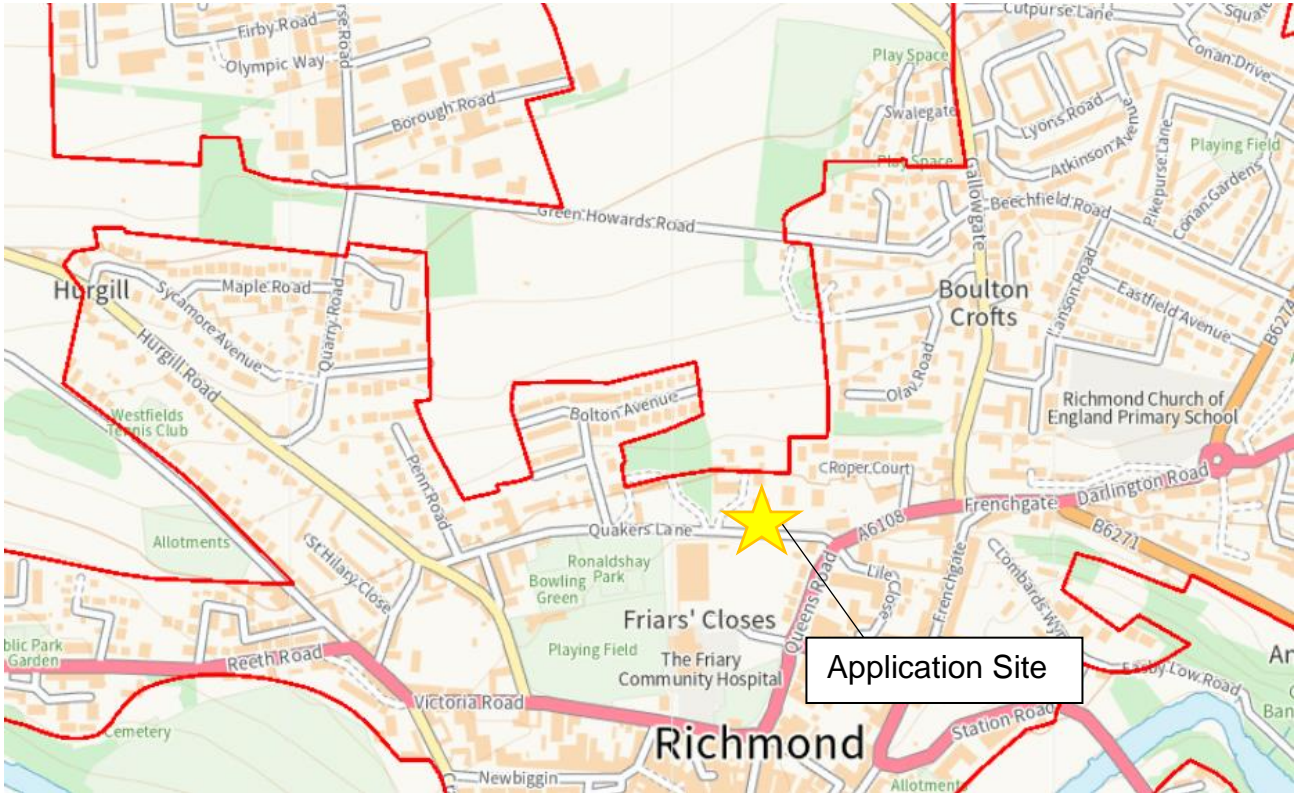 Cutpurse Lane
Firby Road
Olympic Way
Borough Road
Play Space
Conan Drive
Swalegate
Lyons Road
Atkinson Avenue
Pikepurse Lane
Playing Field
Play Space
Gallowgate
Conan Gardens
Beechfield Road
Green Howards Road
Hurgill
Sycamore Avenue
Maple Road
Quarry Road
Hurgill Road
Boulton
Crofts
Eastfield Avenue
B6274
Olav Road
Bolton Avenue
Richmond Church of
England Primary School
Westfields
Tennis Club
Penn Road
Roper Court
Frenchgate
Darlington Road
A6108
B6271
Quakers Lane
Allotments
St Hilary Close
Ronaldshay
Park
Bowling
Green
Lile Close
Frenchgate
Lombards Wynd
Friars' Closes
Queens Road
Playing Field
The Friary
Community Hospital
Application Site
Garden
Reeth Road
Easby Low Road
Victoria Road
Station Road
Cemetery
Richmond
Newbiggin
Allotment